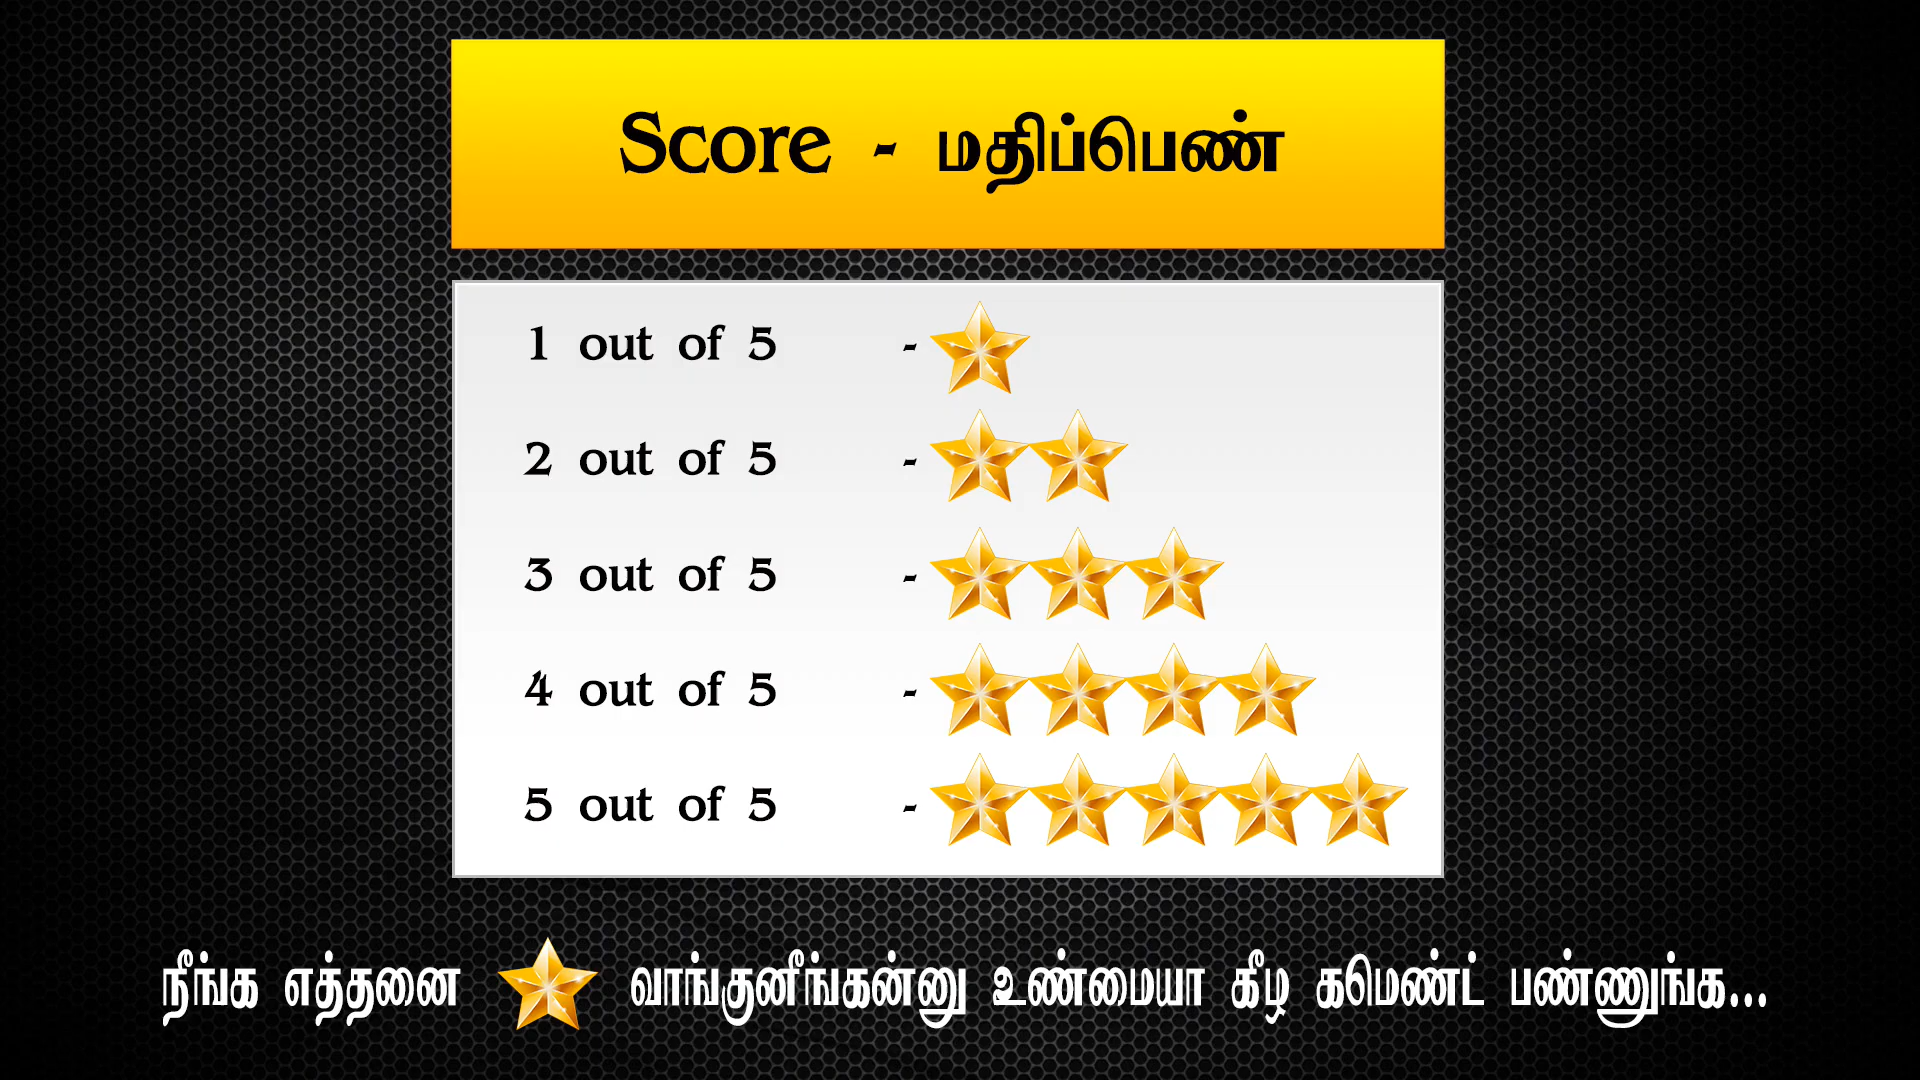 Score - மதிப்பெண்
1 out of 5 -
2 out of 5 -
3 out of 5 -
4 out of 5 -
5 out of 5 -
நீங்க எத்தனை வாங்குனீங்கன்னு உண்மையா கீழ கமெண்ட் பண்ணுங்க...